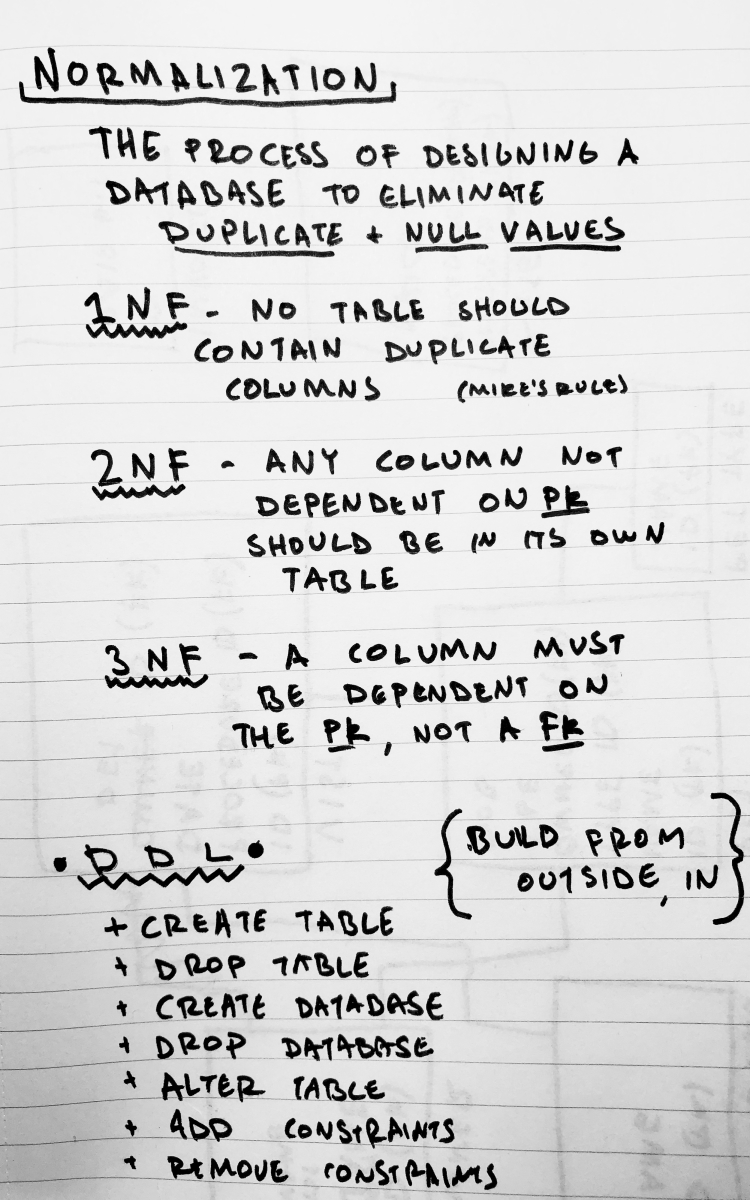 NORMALIZATION
THE PROCESS OF DESIGNING A
DATABASE TO ELIMINATE
DUPLICATE + NULL VALUES
1NF - NO TABLE SHOULD
CONTAIN DUPLICATE
COLUMNS (MIKE'S RULE)
2NF - ANY COLUMN NOT
DEPENDENT ON PK
SHOULD BE IN ITS OWN
TABLE
3NF - A COLUMN MUST
BE DEPENDENT ON
THE PK, NOT A FK
{BUILD FROM
OUTSIDE, IN}
• DDL •
+ CREATE TABLE
+ DROP TABLE
+ CREATE DATABASE
+ DROP DATABASE
+ ALTER TABLE
+ ADD CONSTRAINTS
+ REMOVE CONSTRAINTS